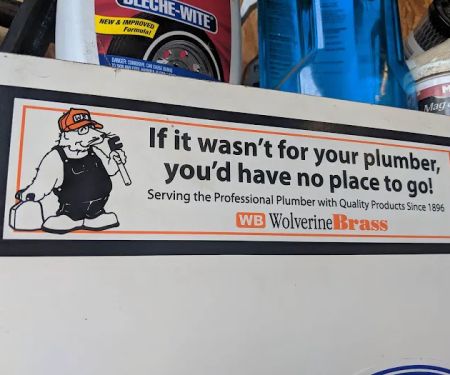 BLECHE-WITE
NEW & IMPROVED
Formula!
Mag
If it wasn't for your plumber,
you'd have no place to go!
Serving the Professional Plumber with Quality Products Since 1896
WB WolverineBrass